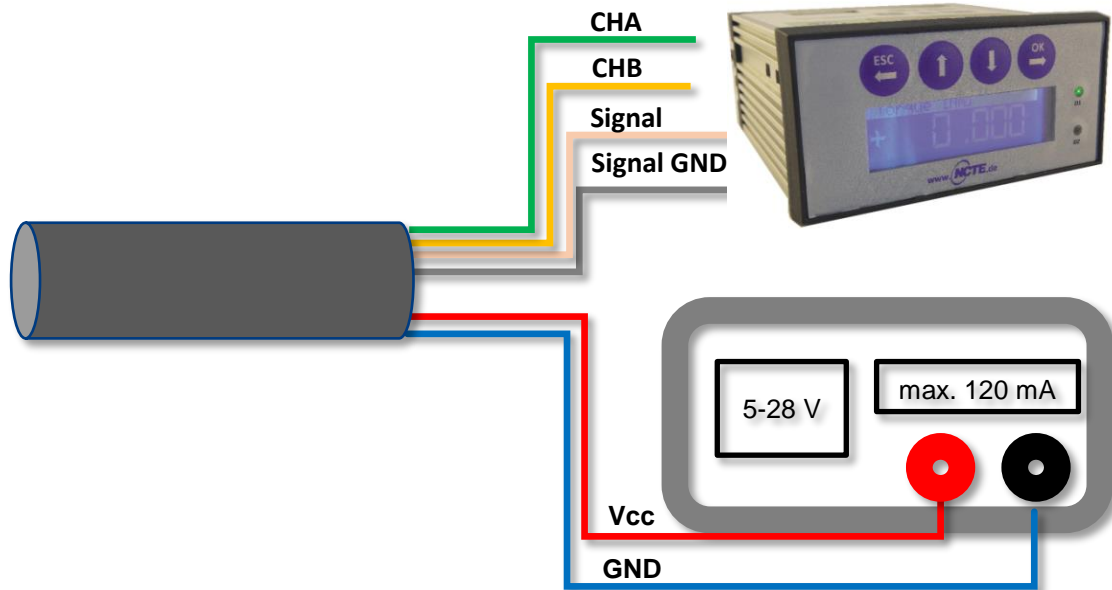 CHA
CHB
Signal
Signal GND
ESC
OK
+ 0.000
www.NCTE.de
5-28 V
max. 120 mA
Vcc
GND